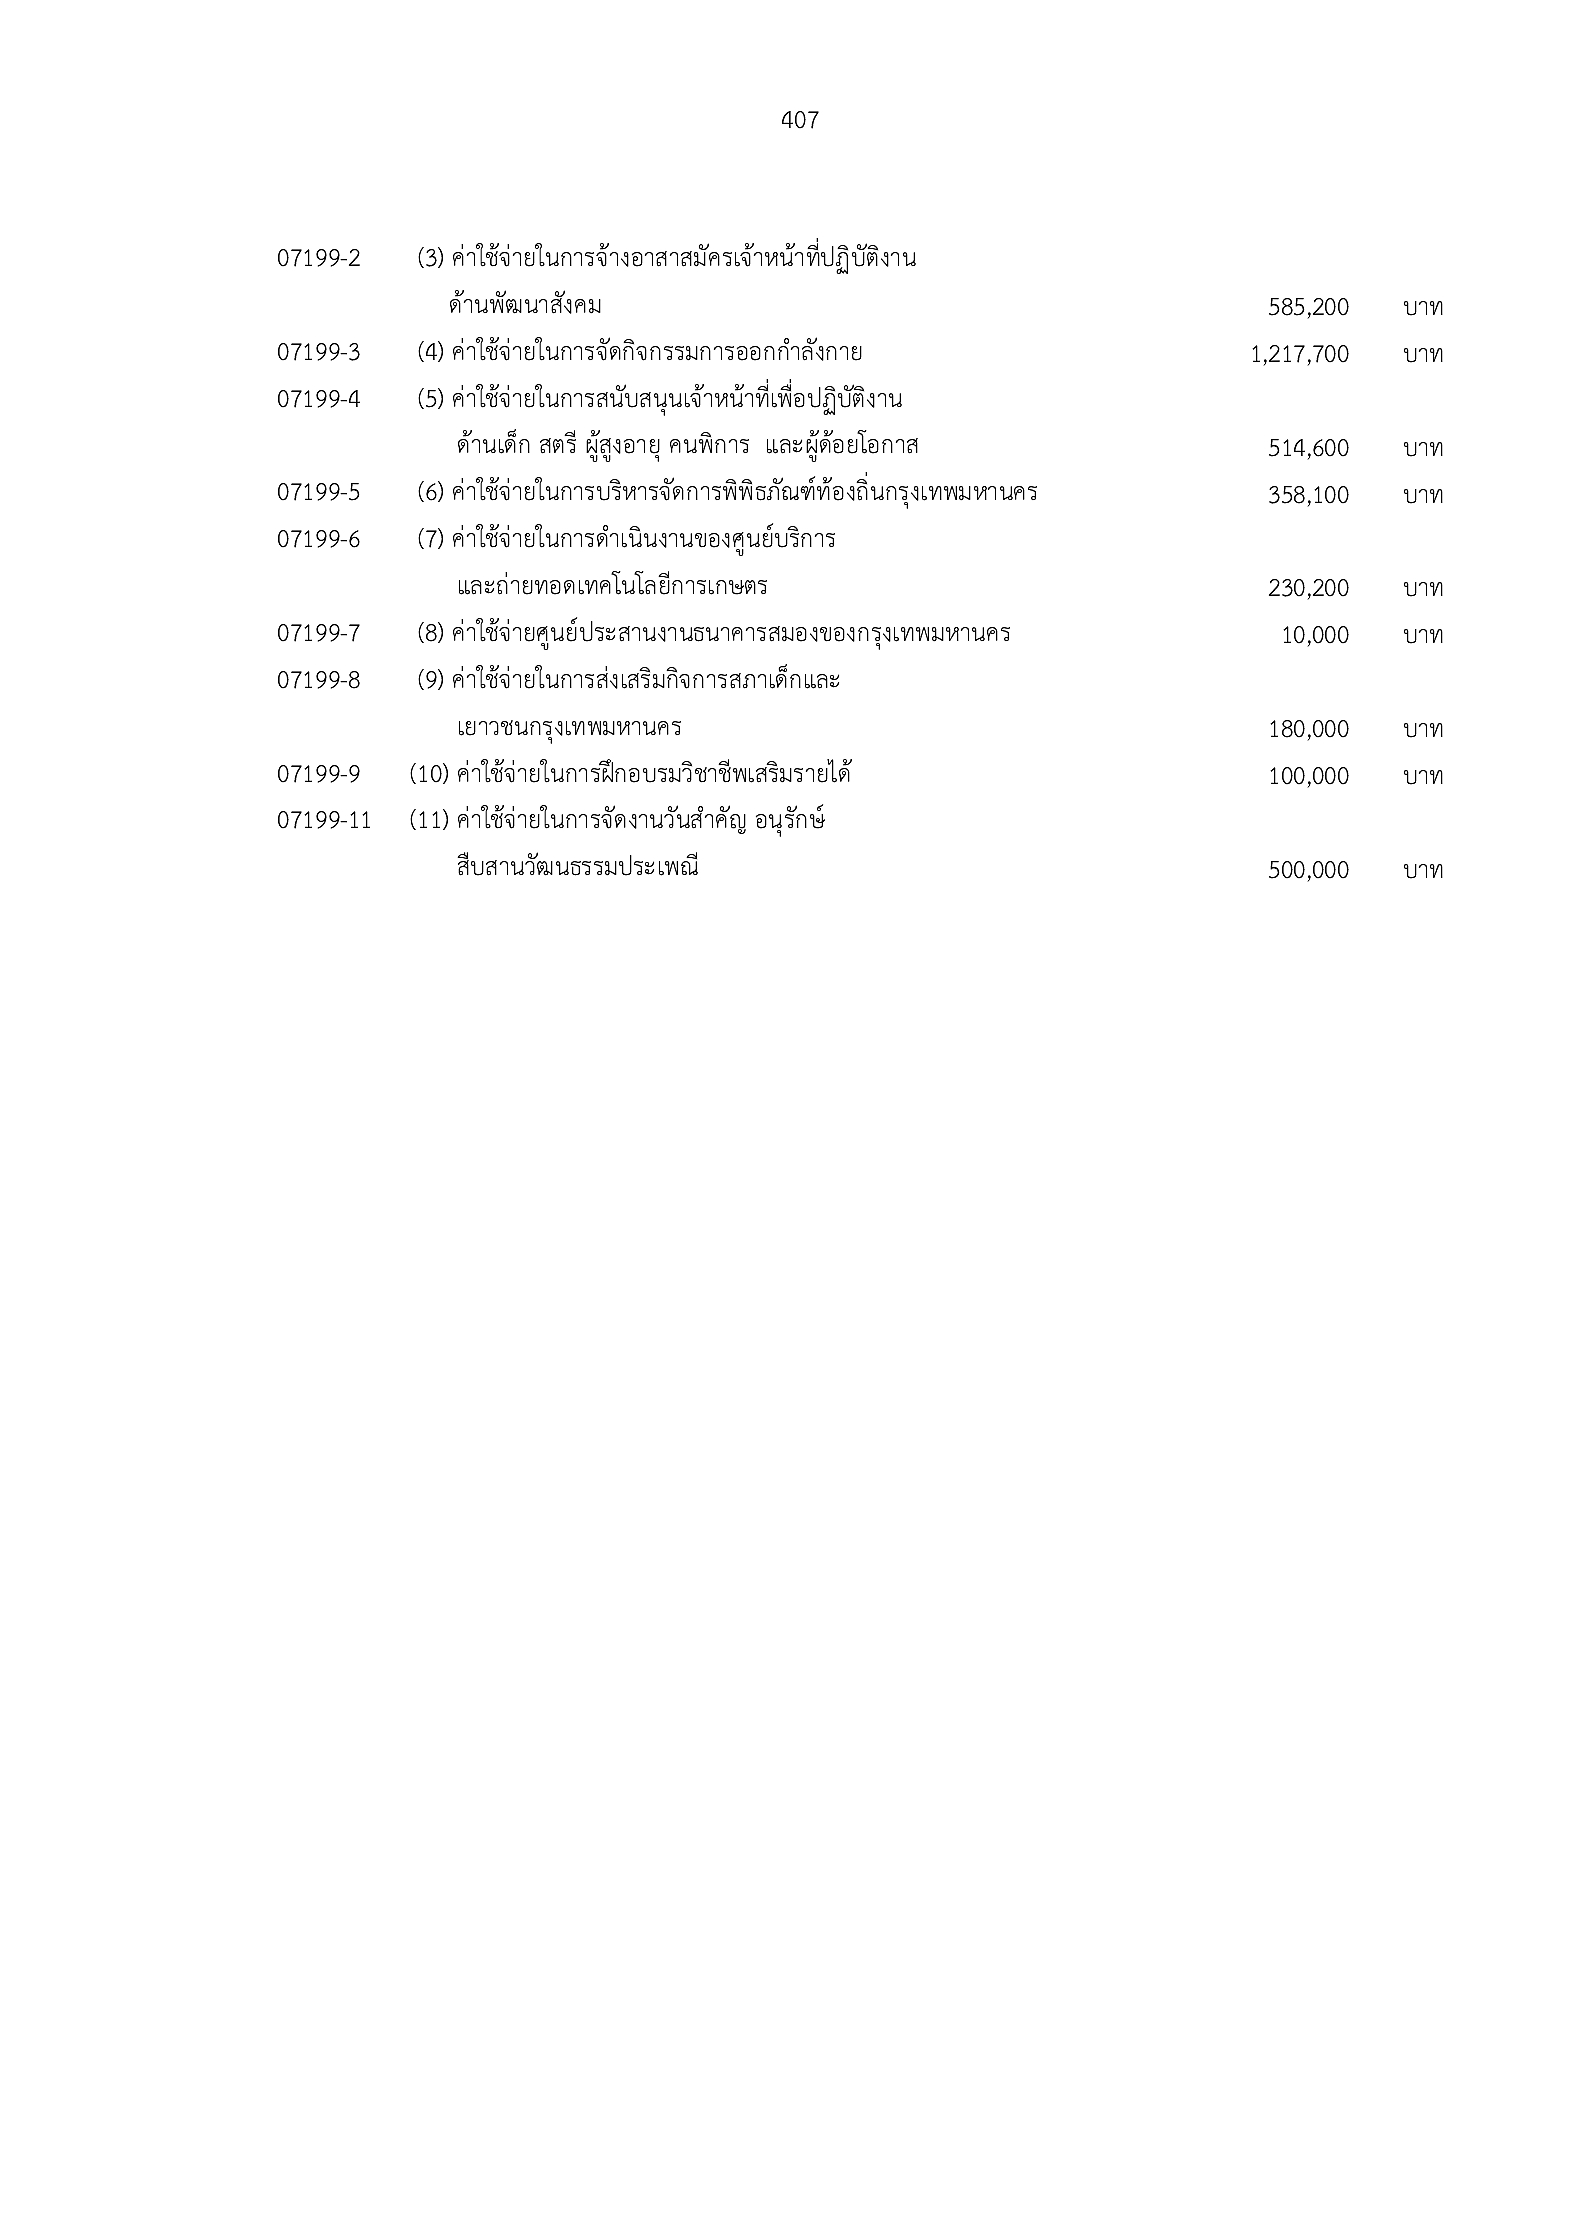 407
07199-2 (3) ค่าใช้จ่ายในการจ้างอาสาสมัครเจ้าหน้าที่ปฏิบัติงาน
ด้านพัฒนาสังคม 585,200 บาท
07199-3 (4) ค่าใช้จ่ายในการจัดกิจกรรมการออกกำลังกาย 1,217,700 บาท
07199-4 (5) ค่าใช้จ่ายในการสนับสนุนเจ้าหน้าที่เพื่อปฏิบัติงาน
ด้านเด็ก สตรี ผู้สูงอายุ คนพิการ และผู้ด้อยโอกาส 514,600 บาท
07199-5 (6) ค่าใช้จ่ายในการบริหารจัดการพิพิธภัณฑ์ท้องถิ่นกรุงเทพมหานคร 358,100 บาท
07199-6 (7) ค่าใช้จ่ายในการดำเนินงานของศูนย์บริการ
และถ่ายทอดเทคโนโลยีการเกษตร 230,200 บาท
07199-7 (8) ค่าใช้จ่ายศูนย์ประสานงานธนาคารสมองของกรุงเทพมหานคร 10,000 บาท
07199-8 (9) ค่าใช้จ่ายในการส่งเสริมกิจการสภาเด็กและ
เยาวชนกรุงเทพมหานคร 180,000 บาท
07199-9 (10) ค่าใช้จ่ายในการฝึกอบรมวิชาชีพเสริมรายได้ 100,000 บาท
07199-11 (11) ค่าใช้จ่ายในการจัดงานวันสำคัญ อนุรักษ์
สืบสานวัฒนธรรมประเพณี 500,000 บาท